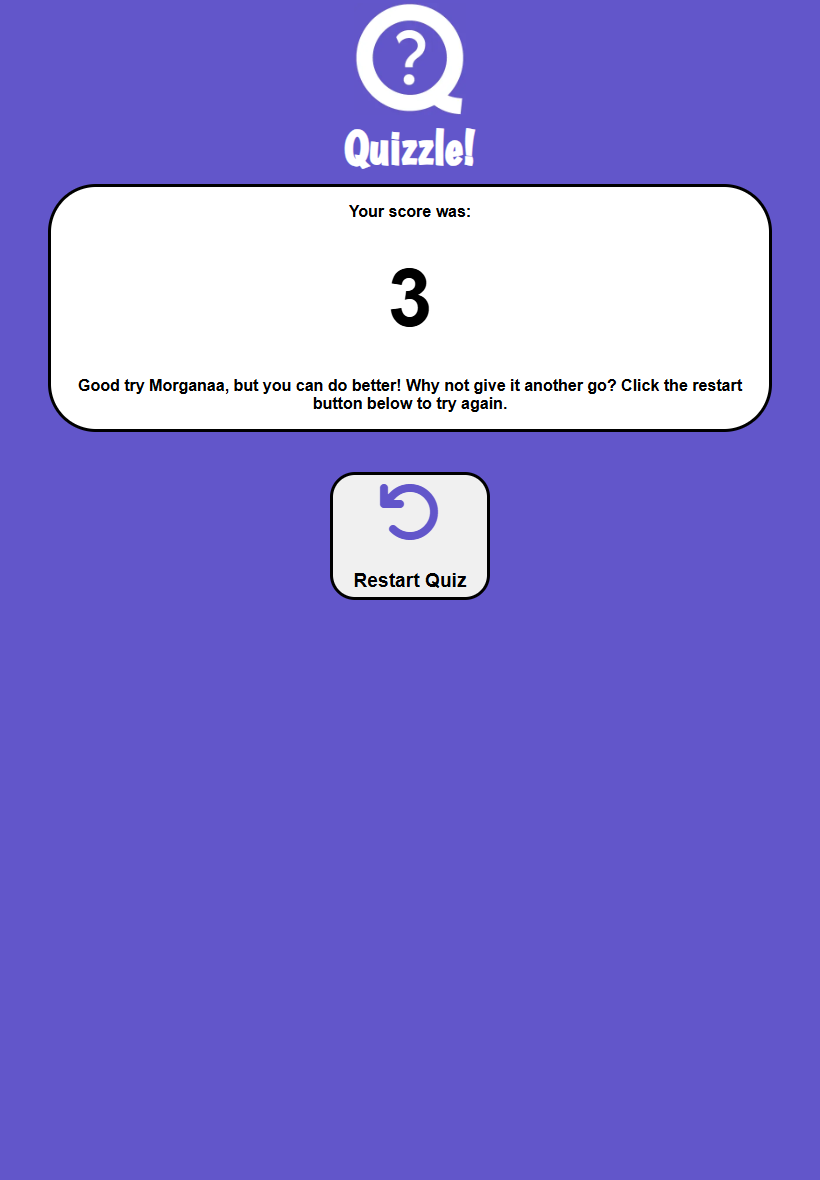 ?
Quizzle!
Your score was:
3
Good try Morganaa, but you can do better! Why not give it another go? Click the restart
button below to try again.
Restart Quiz